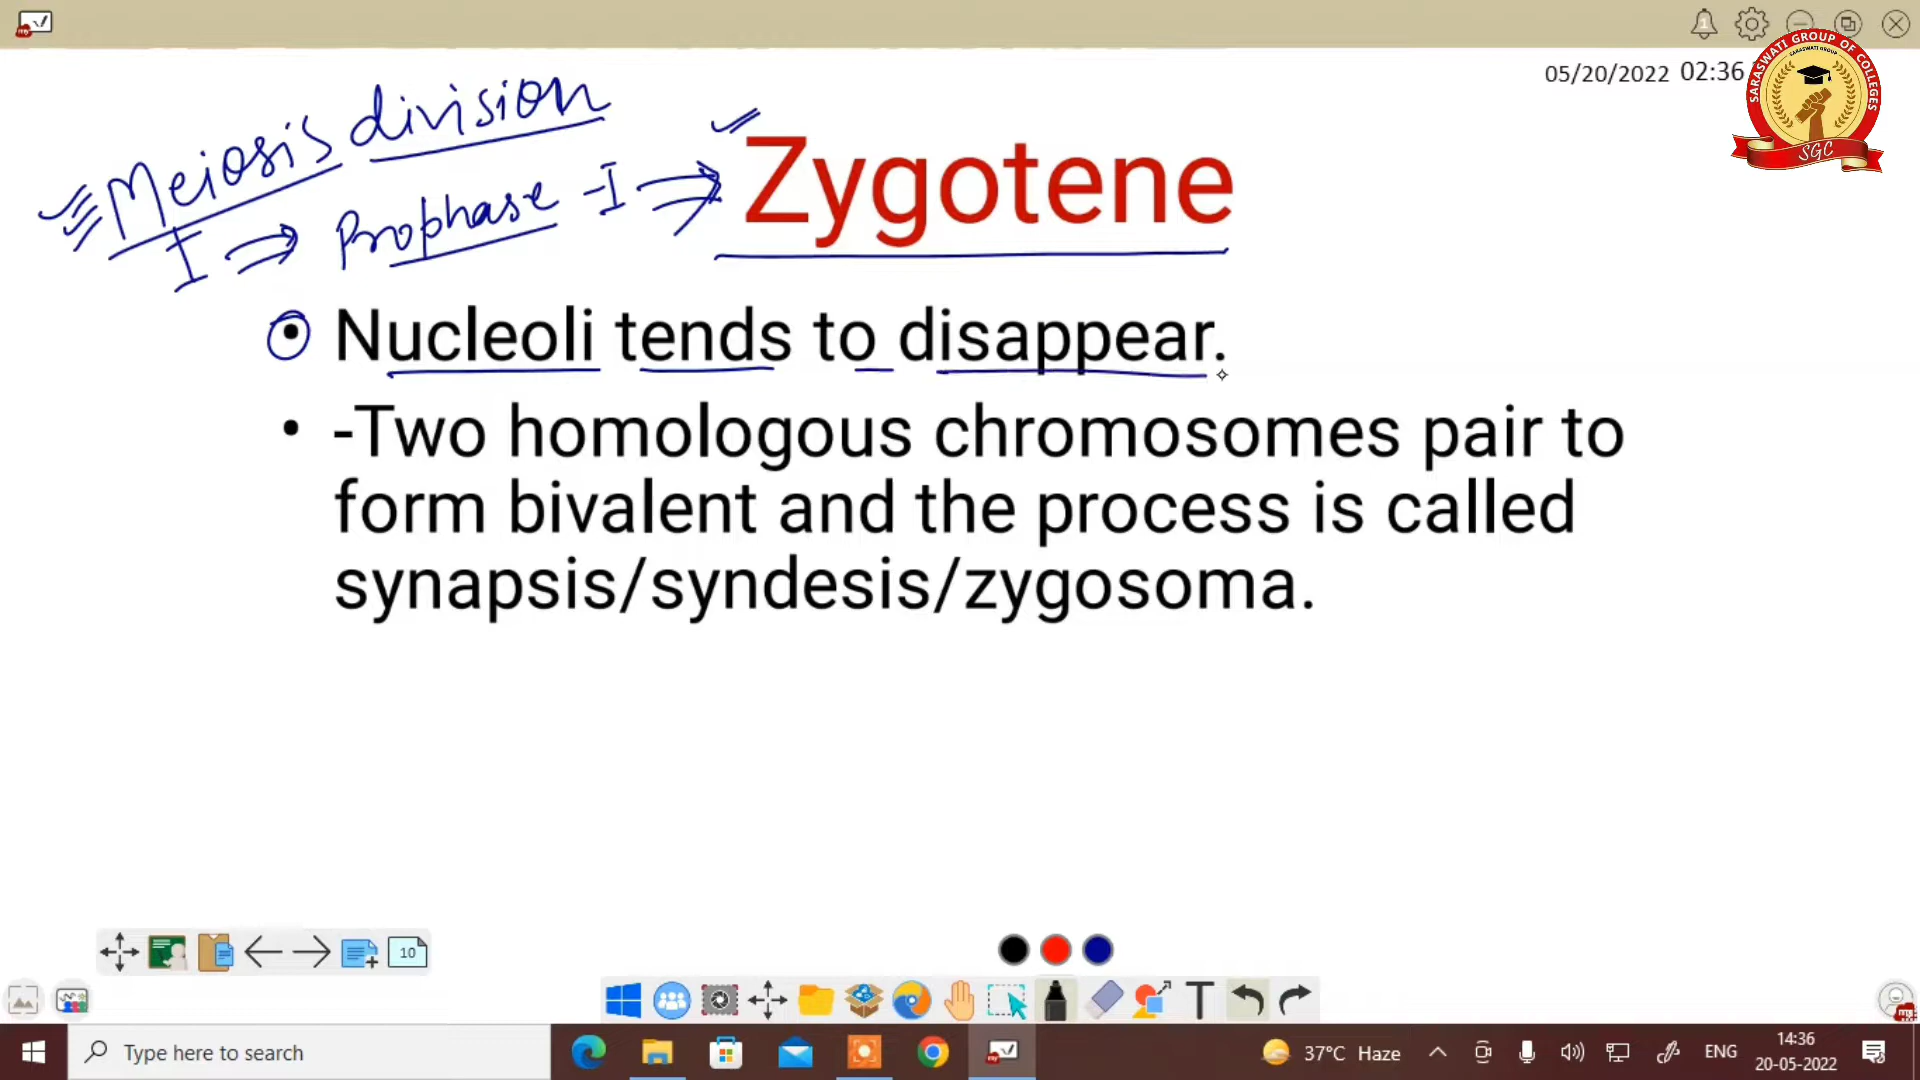 05/20/2022 02:36
SARASWATI GROUP OF COLLEGES
SARASWATI GROUP
SGC
Meiosis division
I ⇒ Prophase -I ⇒ Zygotene
• Nucleoli tends to disappear.
• -Two homologous chromosomes pair to
form bivalent and the process is called
synapsis/syndesis/zygosoma.
10
T
Type here to search
37°C Haze
ENG
14:36
20-05-2022